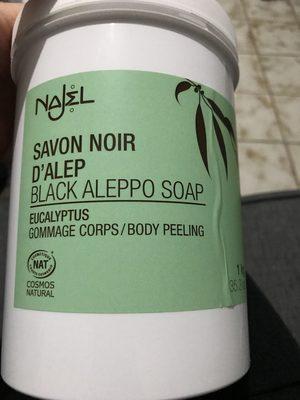 NAJEL
SAVON NOIR
D'ALEP
BLACK ALEPPO SOAP
EUCALYPTUS
GOMMAGE CORPS/BODY PEELING
NAT
COSMOS
NATURAL